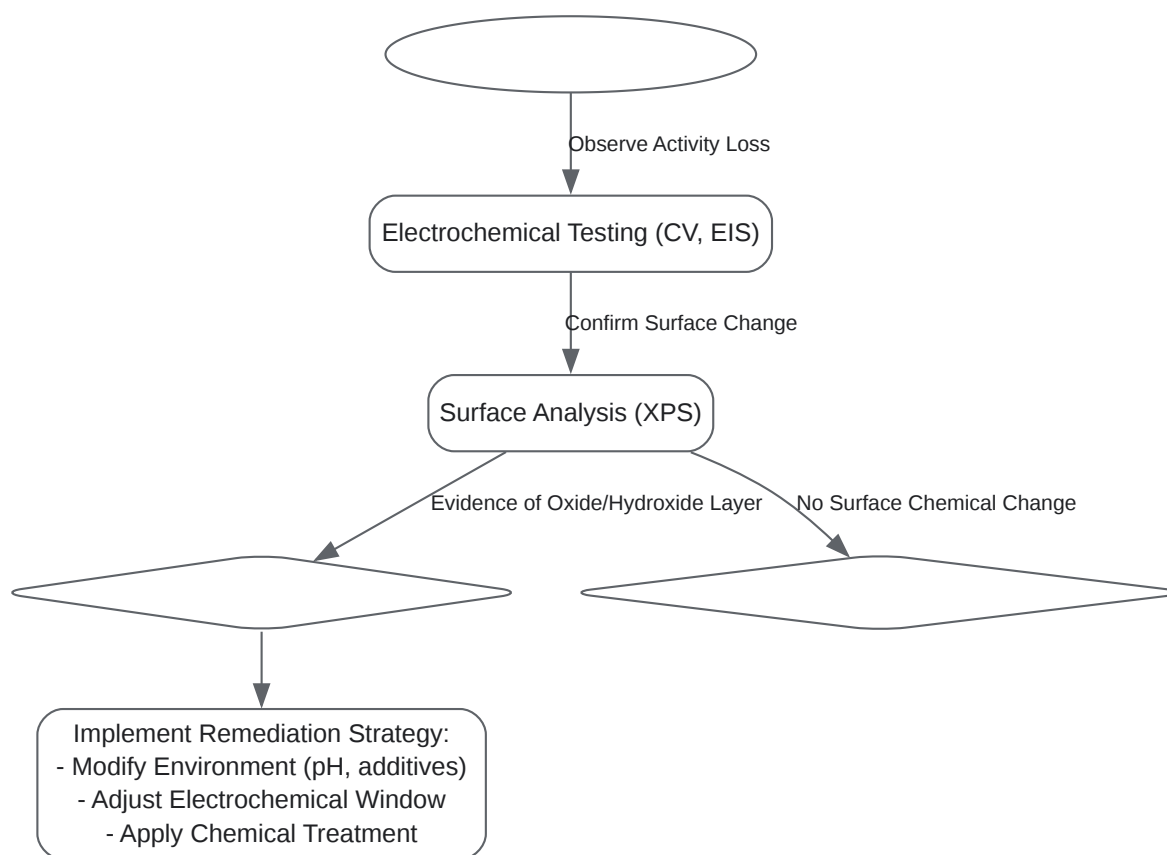 Observe Activity Loss
Electrochemical Testing (CV, EIS)
Confirm Surface Change
Surface Analysis (XPS)
Evidence of Oxide/Hydroxide Layer
No Surface Chemical Change
Implement Remediation Strategy:
- Modify Environment (pH, additives)
- Adjust Electrochemical Window
- Apply Chemical Treatment